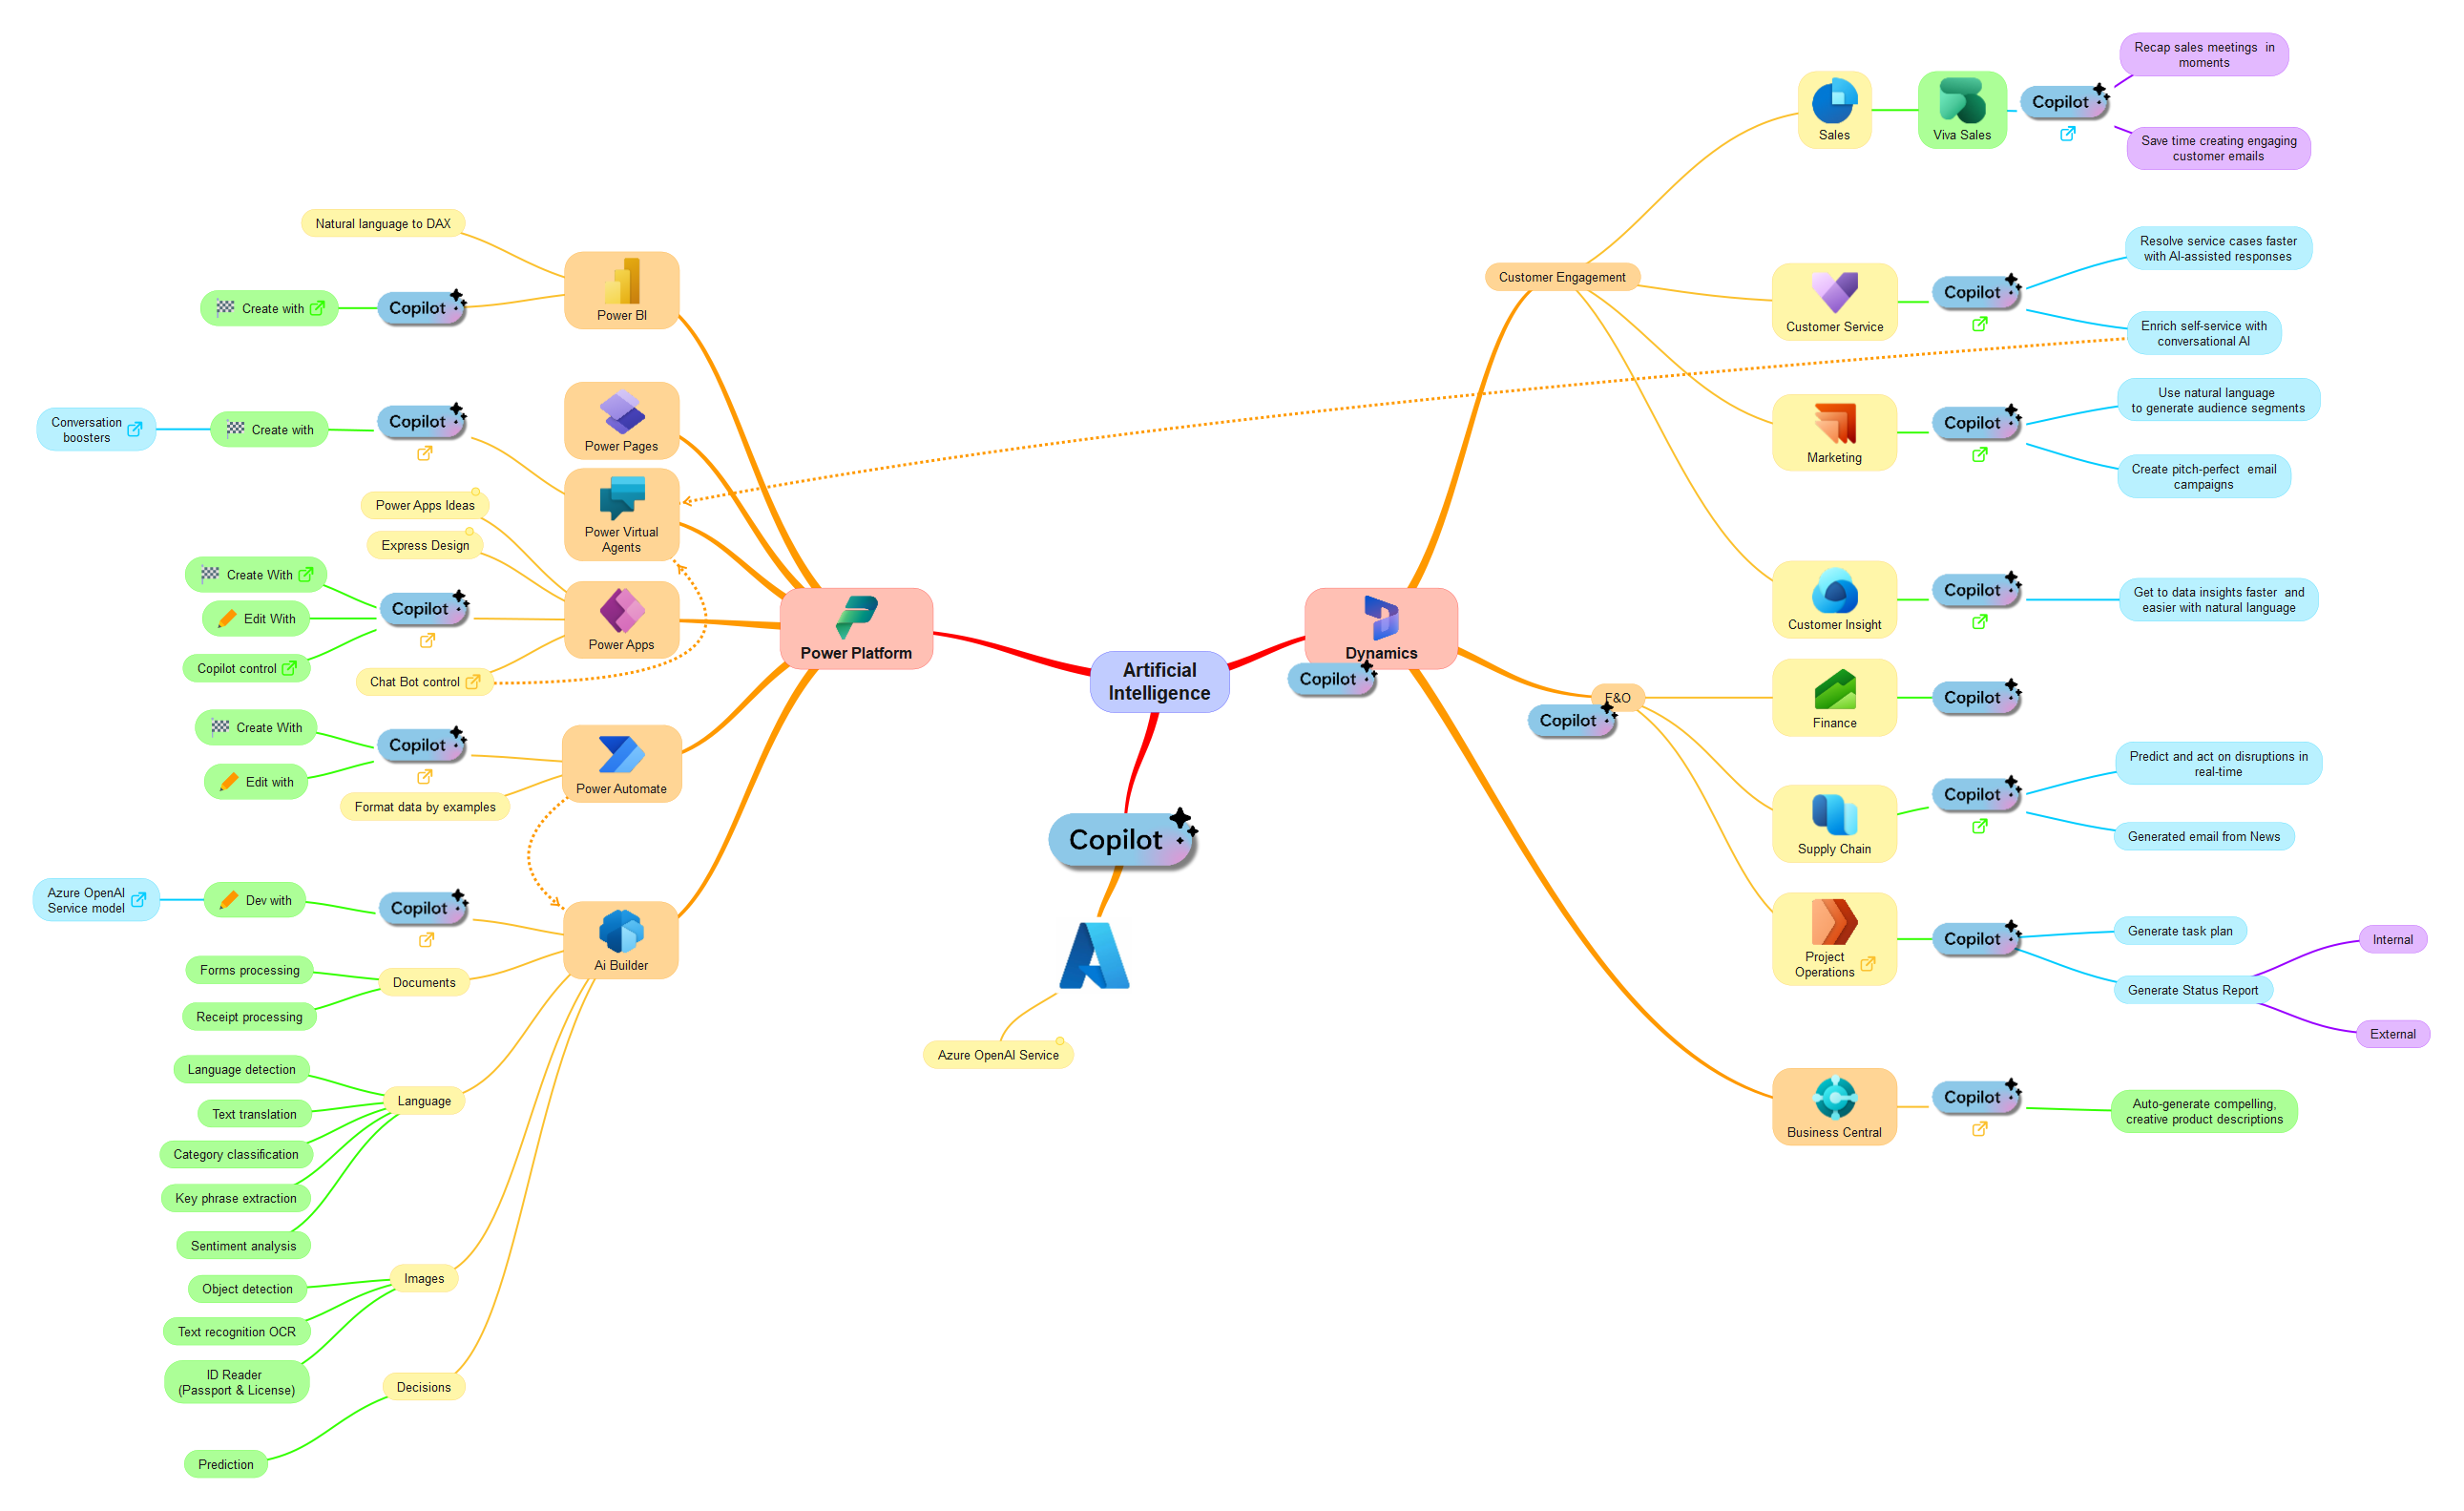 Artificial
Intelligence
Power Platform
Power BI
Natural language to DAX
Copilot
Create with
Power Pages
Power Virtual
Agents
Copilot
Create with
Conversation
boosters
Power Apps
Power Apps Ideas
Express Design
Copilot
Create With
Edit With
Copilot control
Chat Bot control
Power Automate
Copilot
Create With
Edit with
Format data by examples
Ai Builder
Copilot
Dev with
Azure OpenAI
Service model
Documents
Forms processing
Receipt processing
Language
Language detection
Text translation
Category classification
Key phrase extraction
Sentiment analysis
Images
Object detection
Text recognition OCR
ID Reader
(Passport & License)
Decisions
Prediction
Copilot
Azure OpenAI Service
Dynamics
Copilot
Customer Engagement
Sales
Viva Sales
Copilot
Recap sales meetings in
moments
Save time creating engaging
customer emails
Customer Service
Copilot
Resolve service cases faster
with AI-assisted responses
Enrich self-service with
conversational AI
Marketing
Copilot
Use natural language
to generate audience segments
Create pitch-perfect email
campaigns
Customer Insight
Copilot
Get to data insights faster and
easier with natural language
F&O
Copilot
Finance
Copilot
Supply Chain
Copilot
Predict and act on disruptions in
real-time
Generated email from News
Project
Operations
Copilot
Generate task plan
Generate Status Report
Internal
External
Business Central
Copilot
Auto-generate compelling,
creative product descriptions